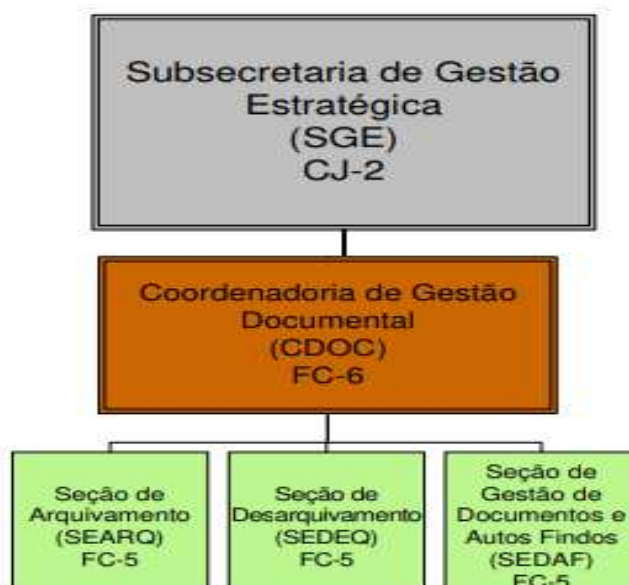 Subsecretaria de Gestão
Estratégica
(SGE)
CJ-2
Coordenadoria de Gestão
Documental
(CDOC)
FC-6
Seção de
Arquivamento
(SEARQ)
FC-5
Seção de
Desarquivamento
(SEDEQ)
FC-5
Seção de
Gestão de
Documentos e
Autos Findos
(SEDAF)
FC-5